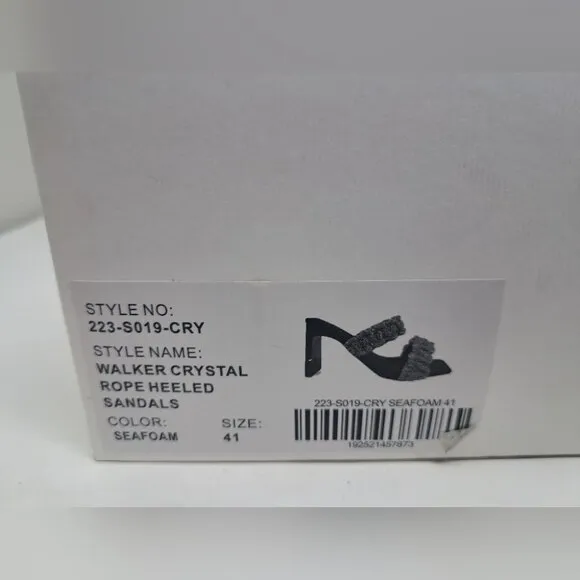 STYLE NO:
223-S019-CRY
STYLE NAME:
WALKER CRYSTAL
ROPE HEELED
SANDALS
COLOR: SIZE:
SEAFOAM 41
223-S019-CRY SEAFOAM 41
192521457873